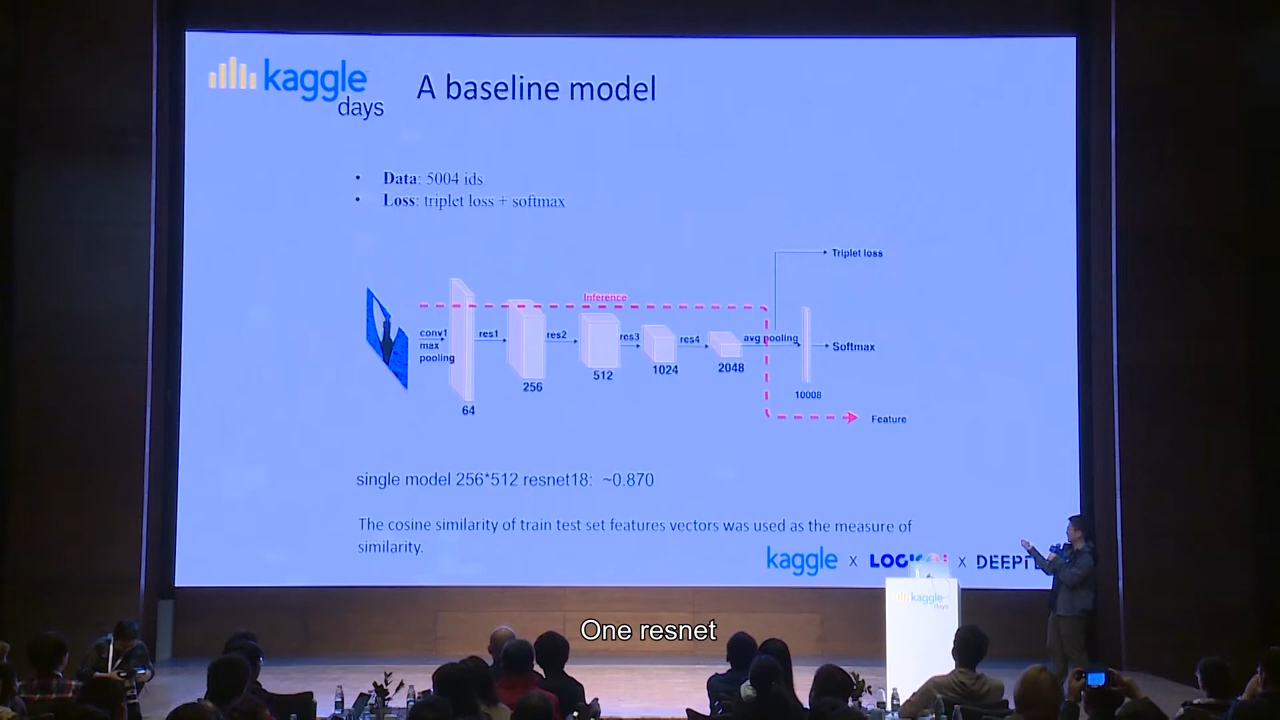 kaggle
days
A baseline model
• Data: 5004 ids
• Loss: triplet loss + softmax
Triplet loss
Inference
conv1
max
pooling
res1
res2
res3
res4
avg pooling
Softmax
64
256
512
1024
2048
10008
Feature
single model 256*512 resnet18: ~0.870
The cosine similarity of train test set features vectors was used as the measure of
similarity.
kaggle x x
kaggle
days
One resnet